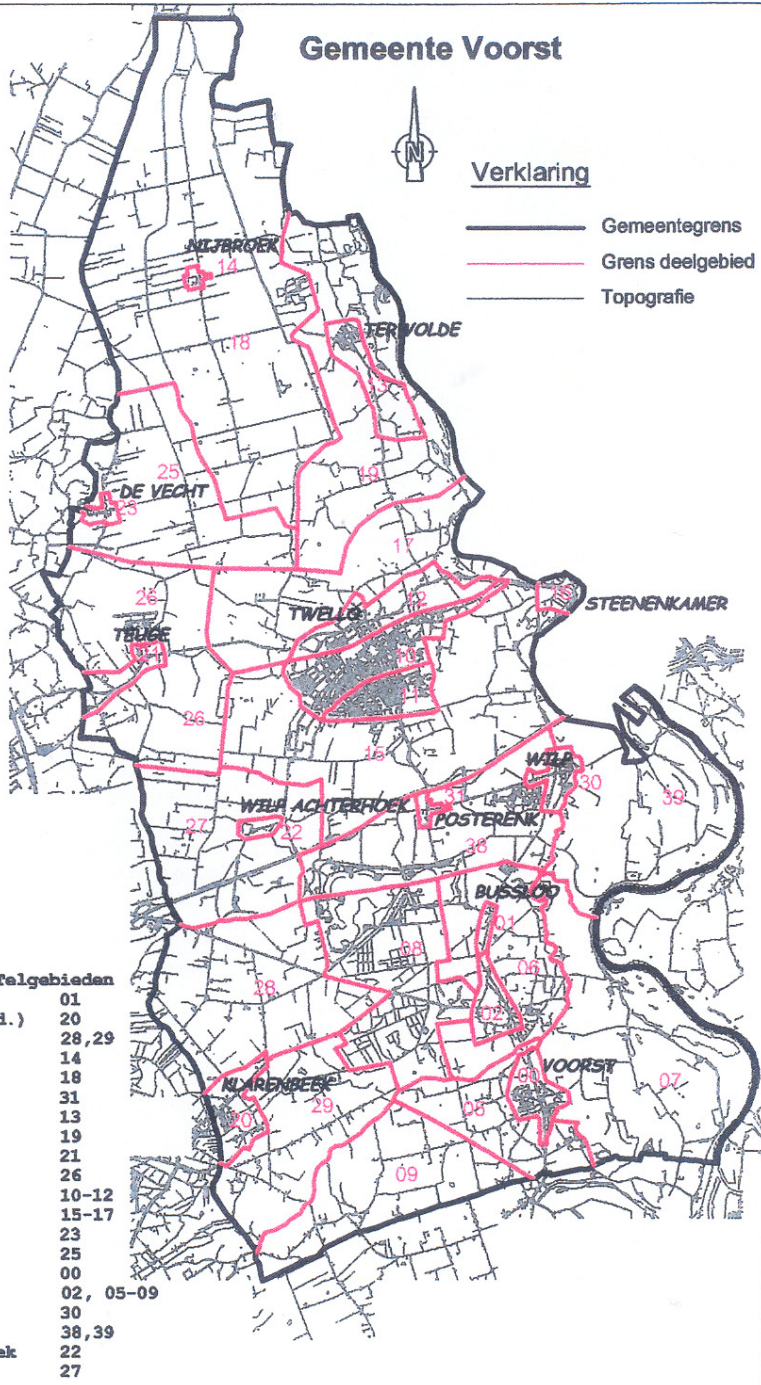 Gemeente Voorst
N
Verklaring
Gemeentegrens
Grens deelgebied
Topografie
NIJBROEK
14
TERWOLDE
18
13
25
19
DE VECHT
23
17
26
12
16
STEENENKAMER
TWELLO
TEUGE
21
10
11
26
15
WILP
30
39
WILP ACHTERHOEK
31
27
22
POSTERENK
38
BUSSLOO
01
08
06
28
02
VOORST
00
07
KLARENBEEK
29
05
20
09
Telgebieden
01
d.) 20
28,29
14
18
31
13
19
21
26
10-12
15-17
23
25
00
02, 05-09
30
38,39
ek 22
27